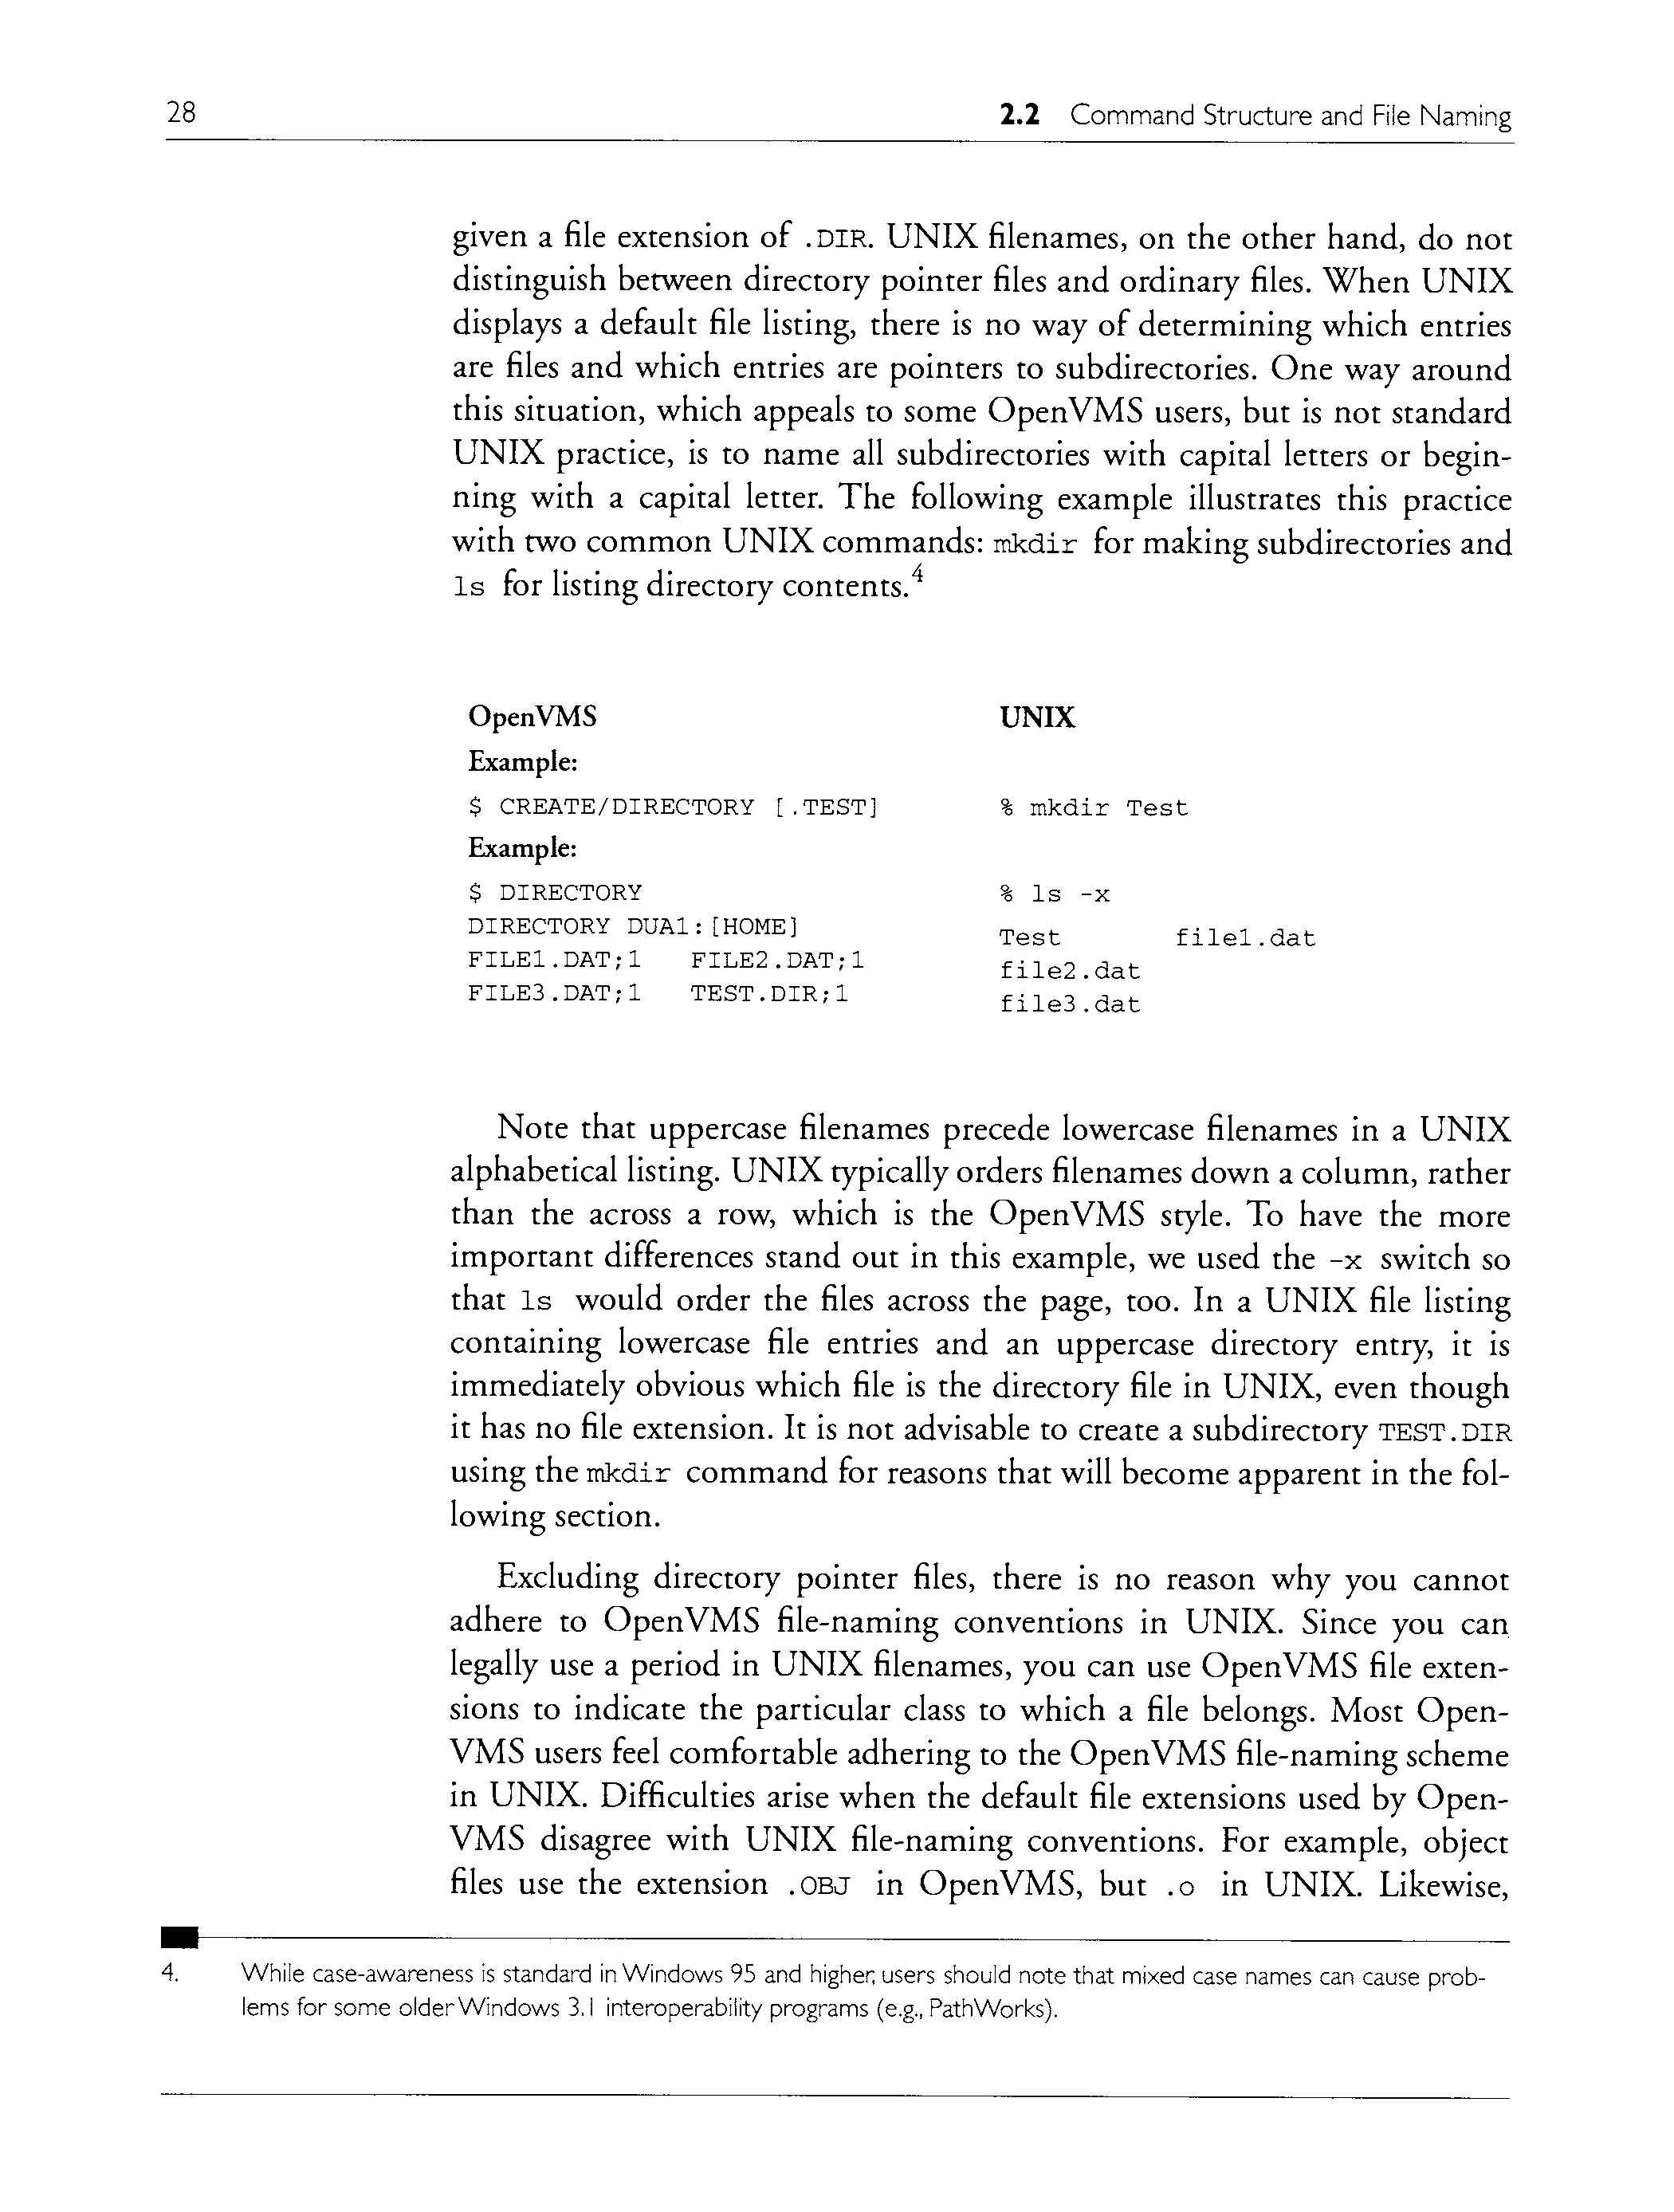 28
2.2 Command Structure and File Naming
given a file extension of .DIR. UNIX filenames, on the other hand, do not
distinguish between directory pointer files and ordinary files. When UNIX
displays a default file listing, there is no way of determining which entries
are files and which entries are pointers to subdirectories. One way around
this situation, which appeals to some OpenVMS users, but is not standard
UNIX practice, is to name all subdirectories with capital letters or begin-
ning with a capital letter. The following example illustrates this practice
with two common UNIX commands: mkdir for making subdirectories and
ls for listing directory contents.4
OpenVMS UNIX
Example:
$ CREATE/DIRECTORY [.TEST] % mkdir Test
Example:
$ DIRECTORY % ls -x
DIRECTORY DUA1:[HOME]
Test file1.dat
FILE1.DAT;1 FILE2.DAT;1
file2.dat
FILE3.DAT;1 TEST.DIR;1
file3.dat
Note that uppercase filenames precede lowercase filenames in a UNIX
alphabetical listing. UNIX typically orders filenames down a column, rather
than the across a row, which is the OpenVMS style. To have the more
important differences stand out in this example, we used the -x switch so
that ls would order the files across the page, too. In a UNIX file listing
containing lowercase file entries and an uppercase directory entry, it is
immediately obvious which file is the directory file in UNIX, even though
it has no file extension. It is not advisable to create a subdirectory TEST.DIR
using the mkdir command for reasons that will become apparent in the fol-
lowing section.
Excluding directory pointer files, there is no reason why you cannot
adhere to OpenVMS file-naming conventions in UNIX. Since you can
legally use a period in UNIX filenames, you can use OpenVMS file exten-
sions to indicate the particular class to which a file belongs. Most Open-
VMS users feel comfortable adhering to the OpenVMS file-naming scheme
in UNIX. Difficulties arise when the default file extensions used by Open-
VMS disagree with UNIX file-naming conventions. For example, object
files use the extension .OBJ in OpenVMS, but .o in UNIX. Likewise,
4. While case-awareness is standard in Windows 95 and higher, users should note that mixed case names can cause prob-
lems for some older Windows 3.1 interoperability programs (e.g., PathWorks).